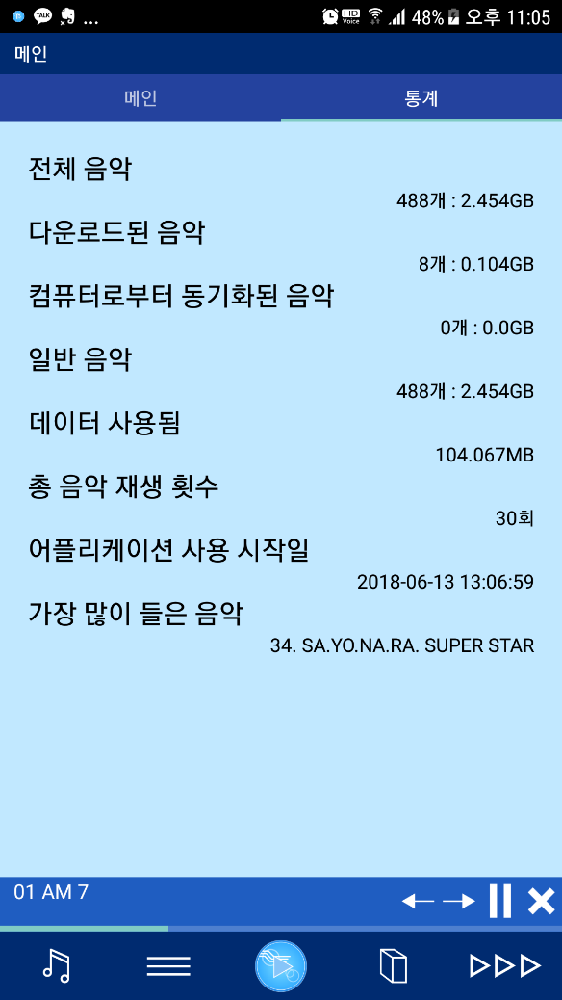 TALK
... HD Voice 48% 오후 11:05
메인
메인 통계
전체 음악
488개 : 2.454GB
다운로드된 음악
8개 : 0.104GB
컴퓨터로부터 동기화된 음악
0개 : 0.0GB
일반 음악
488개 : 2.454GB
데이터 사용됨
104.067MB
총 음악 재생 횟수
30회
어플리케이션 사용 시작일
2018-06-13 13:06:59
가장 많이 들은 음악
34. SA.YO.NA.RA. SUPER STAR
01 AM 7